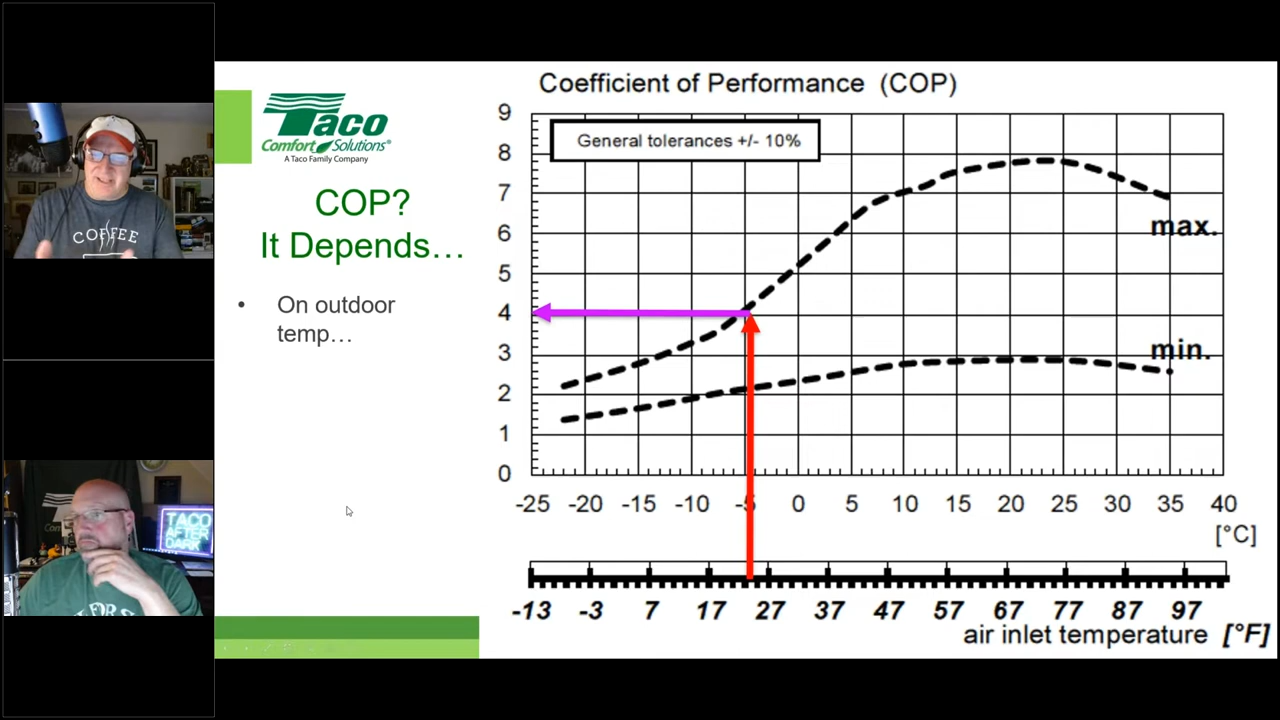 Taco
Comfort Solutions®
A Taco Family Company
COP?
It Depends…
• On outdoor
temp…
Coefficient of Performance (COP)
General tolerances +/- 10%
9
8
7
6
5
4
3
2
1
0
max.
min.
-25 -20 -15 -10 -5 0 5 10 15 20 25 30 35 40
[°C]
-13 -3 7 17 27 37 47 57 67 77 87 97
air inlet temperature [°F]
COFFEE
TACO
AFTER
DARK